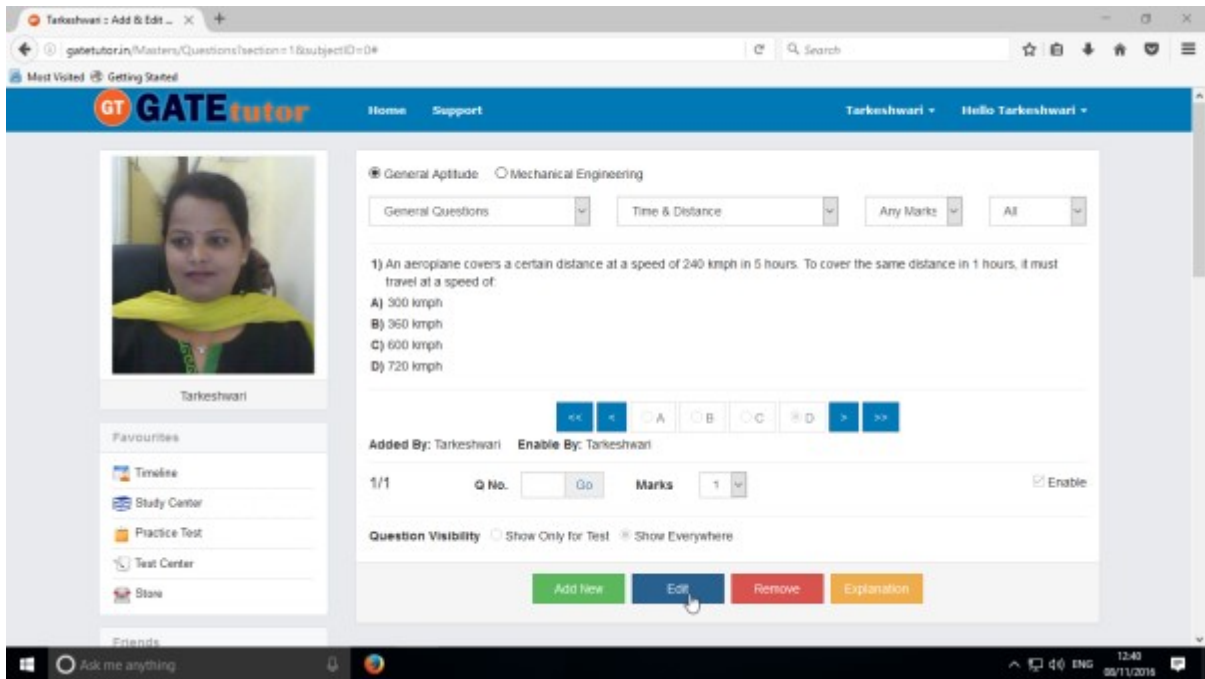 Tarkeshwari :: Add & Edit ...
gatetutor.in/Masters/Questions?section=1&subjectID=0#
Search
Most Visited Getting Started
GT GATEtutor Home Support Tarkeshwari Hello Tarkeshwari
General Aptitude Mechanical Engineering
General Questions Time & Distance Any Marks All
1) An aeroplane covers a certain distance at a speed of 240 kmph in 5 hours. To cover the same distance in 1 hours, it must
travel at a speed of:
A) 300 kmph
B) 360 kmph
C) 600 kmph
D) 720 kmph
Tarkeshwari
<< < A B C D > >>
Added By: Tarkeshwari Enable By: Tarkeshwari
1/1 Q No. Go Marks 1 Enable
Question Visibility Show Only for Test Show Everywhere
Add New Edit Remove Explanation
Favourites
Timeline
Study Center
Practice Test
Test Center
Store
Friends
Ask me anything ENG 12:40
08/11/2016